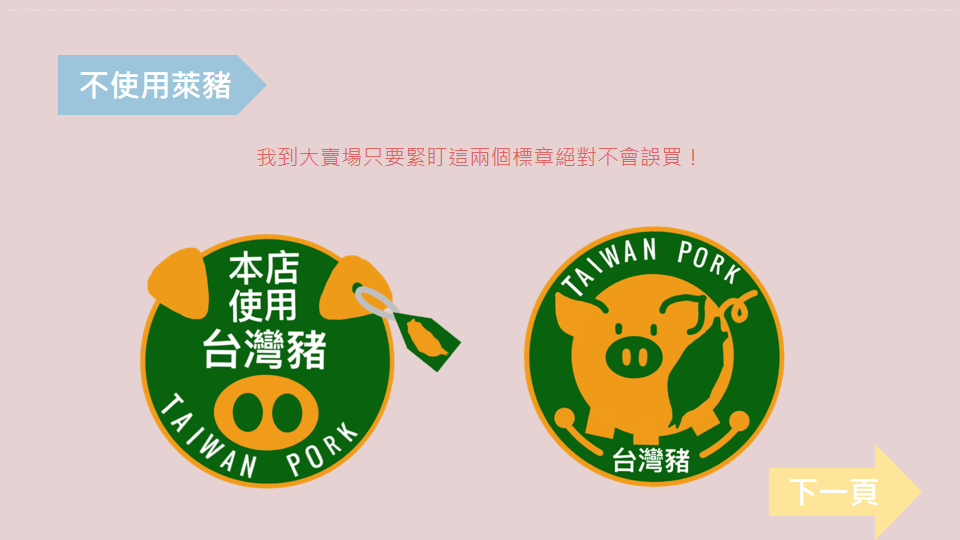 不使用萊豬
我到大賣場只要緊盯這兩個標章絕對不會誤買！
本店
使用
台灣豬
TAIWAN PORK
TAIWAN PORK
台灣豬
下一頁